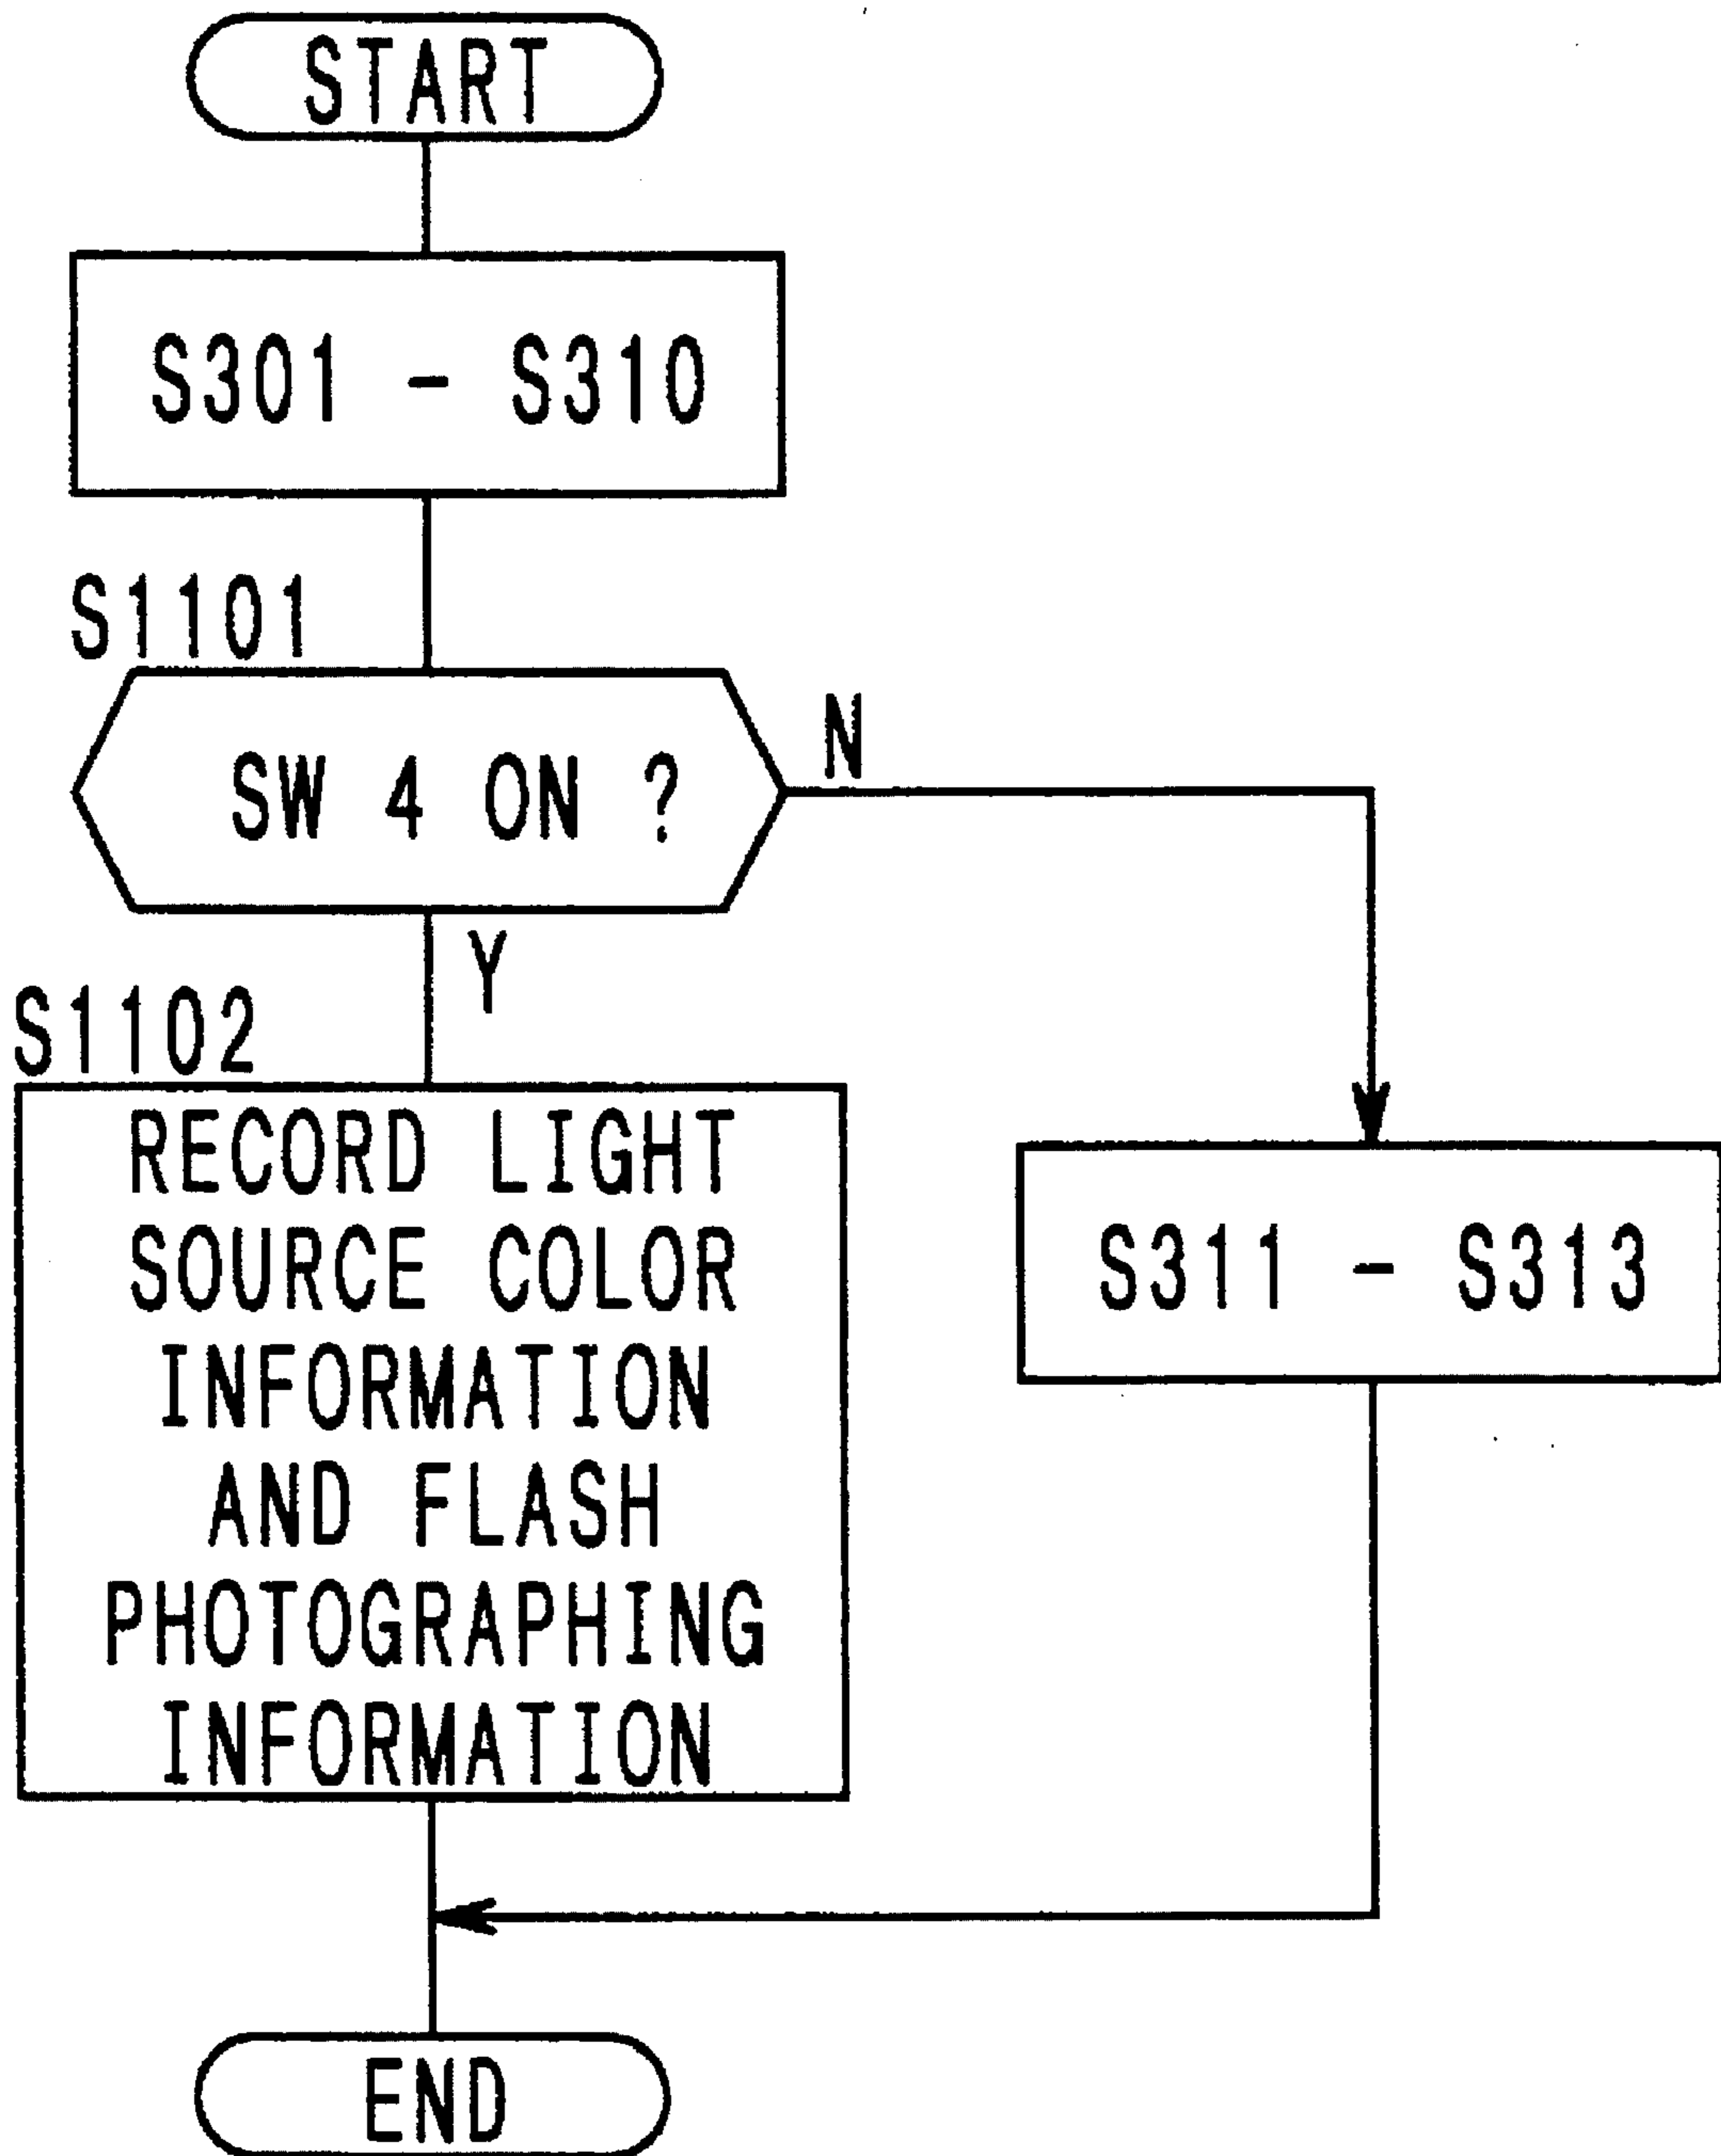 START
S301 - S310
S1101
SW 4 ON ?
N
Y
S1102
RECORD LIGHT
SOURCE COLOR
INFORMATION
AND FLASH
PHOTOGRAPHING
INFORMATION
S311 - S313
END